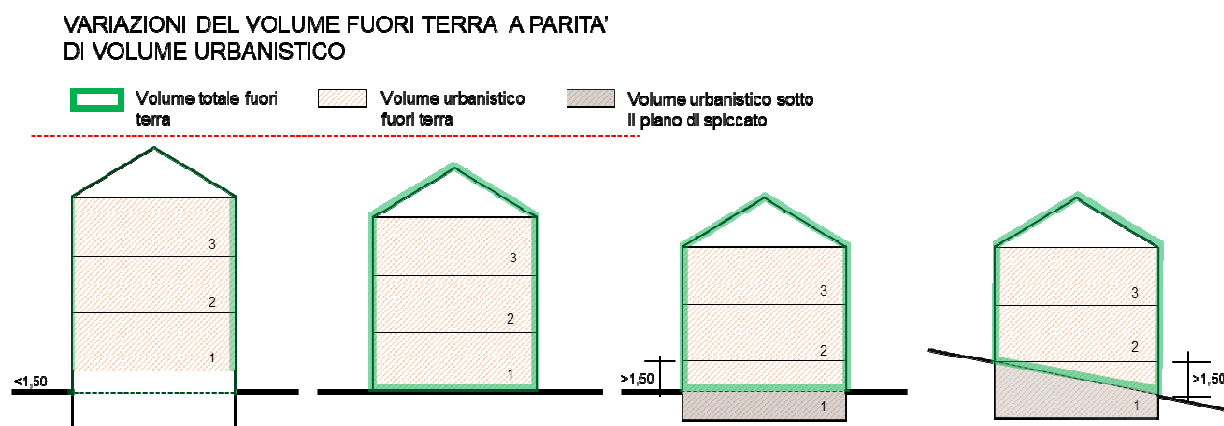 VARIAZIONI DEL VOLUME FUORI TERRA A PARITA'
DI VOLUME URBANISTICO
Volume totale fuori
terra
Volume urbanistico
fuori terra
Volume urbanistico sotto
il piano di spiccato
3
2
1
<1,50
3
2
1
3
2
>1,50
1
3
2
>1,50
1